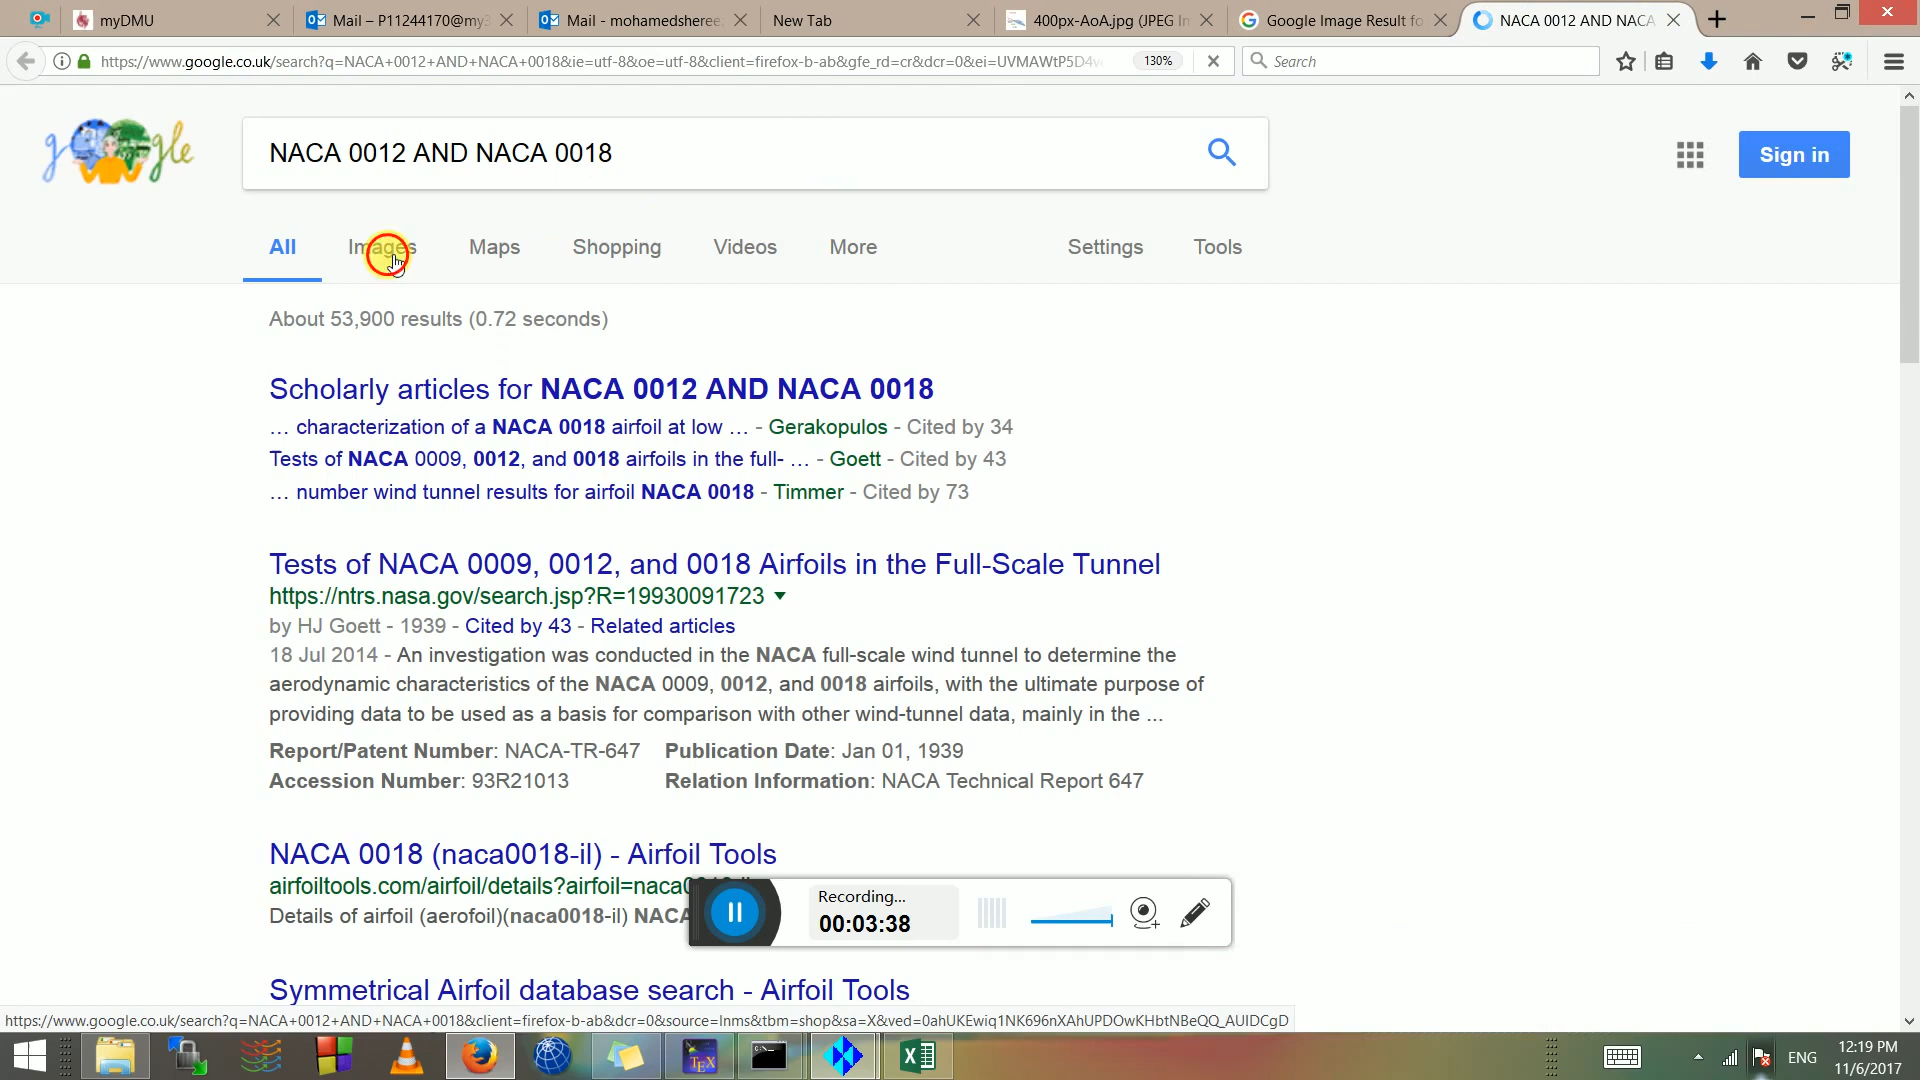 myDMU
Mail – P11244170@my3
Mail - mohamedsheree
New Tab
400px-AoA.jpg (JPEG In
Google Image Result fo
NACA 0012 AND NACA
https://www.google.co.uk/search?q=NACA+0012+AND+NACA+0018&ie=utf-8&oe=utf-8&client=firefox-b-ab&gfe_rd=cr&dcr=0&ei=UVMAWtP5D4v
130%
Search
Google
NACA 0012 AND NACA 0018
Sign in
All
Images
Maps
Shopping
Videos
More
Settings
Tools
About 53,900 results (0.72 seconds)
Scholarly articles for NACA 0012 AND NACA 0018
... characterization of a NACA 0018 airfoil at low ... - Gerakopulos - Cited by 34
Tests of NACA 0009, 0012, and 0018 airfoils in the full- ... - Goett - Cited by 43
... number wind tunnel results for airfoil NACA 0018 - Timmer - Cited by 73
Tests of NACA 0009, 0012, and 0018 Airfoils in the Full-Scale Tunnel
https://ntrs.nasa.gov/search.jsp?R=19930091723
by HJ Goett - 1939 - Cited by 43 - Related articles
18 Jul 2014 - An investigation was conducted in the NACA full-scale wind tunnel to determine the
aerodynamic characteristics of the NACA 0009, 0012, and 0018 airfoils, with the ultimate purpose of
providing data to be used as a basis for comparison with other wind-tunnel data, mainly in the ...
Report/Patent Number: NACA-TR-647 Publication Date: Jan 01, 1939
Accession Number: 93R21013 Relation Information: NACA Technical Report 647
NACA 0018 (naca0018-il) - Airfoil Tools
airfoiltools.com/airfoil/details?airfoil=naca0
Details of airfoil (aerofoil)(naca0018-il) NACA
Recording...
00:03:38
Symmetrical Airfoil database search - Airfoil Tools
https://www.google.co.uk/search?q=NACA+0012+AND+NACA+0018&client=firefox-b-ab&dcr=0&source=lnms&tbm=shop&sa=X&ved=0ahUKEwiq1NK696nXAhUPDOwKHbtNBeQQ_AUIDCgD
TEX
ENG
12:19 PM
11/6/2017